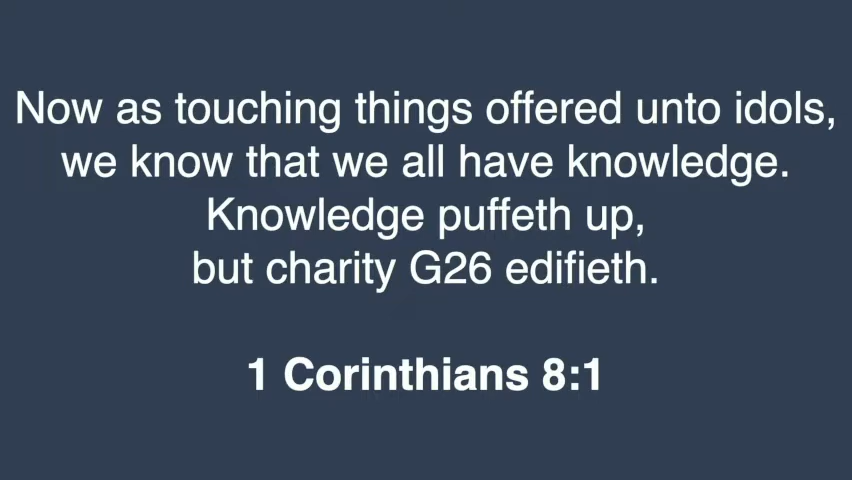 Now as touching things offered unto idols,
we know that we all have knowledge.
Knowledge puffeth up,
but charity G26 edifieth.
1 Corinthians 8:1